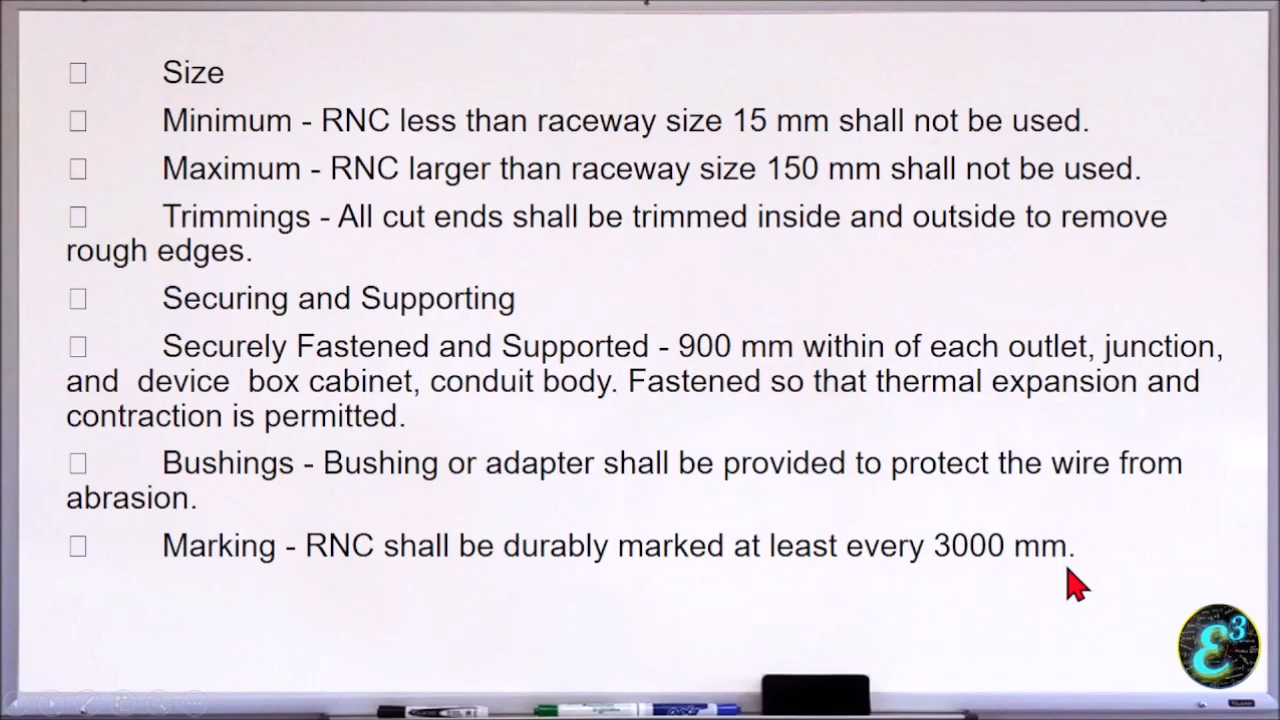 Size
Minimum - RNC less than raceway size 15 mm shall not be used.
Maximum - RNC larger than raceway size 150 mm shall not be used.
Trimmings - All cut ends shall be trimmed inside and outside to remove
rough edges.
Securing and Supporting
Securely Fastened and Supported - 900 mm within of each outlet, junction,
and device box cabinet, conduit body. Fastened so that thermal expansion and
contraction is permitted.
Bushings - Bushing or adapter shall be provided to protect the wire from
abrasion.
Marking - RNC shall be durably marked at least every 3000 mm.
ε3